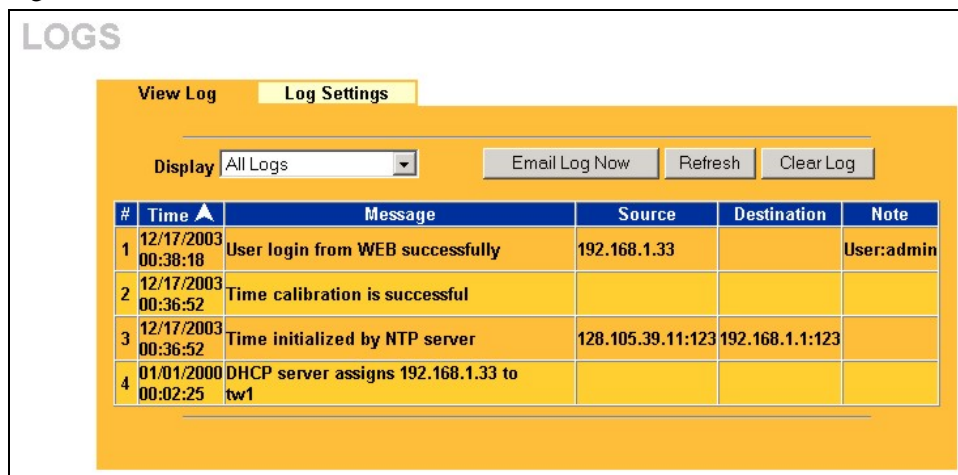 LOGS
View Log Log Settings
Display All Logs Email Log Now Refresh Clear Log
# Time Message Source Destination Note
1 12/17/2003 00:38:18 User login from WEB successfully 192.168.1.33 User:admin
2 12/17/2003 00:36:52 Time calibration is successful
3 12/17/2003 00:36:52 Time initialized by NTP server 128.105.39.11:123 192.168.1.1:123
4 01/01/2000 00:02:25 DHCP server assigns 192.168.1.33 to tw1